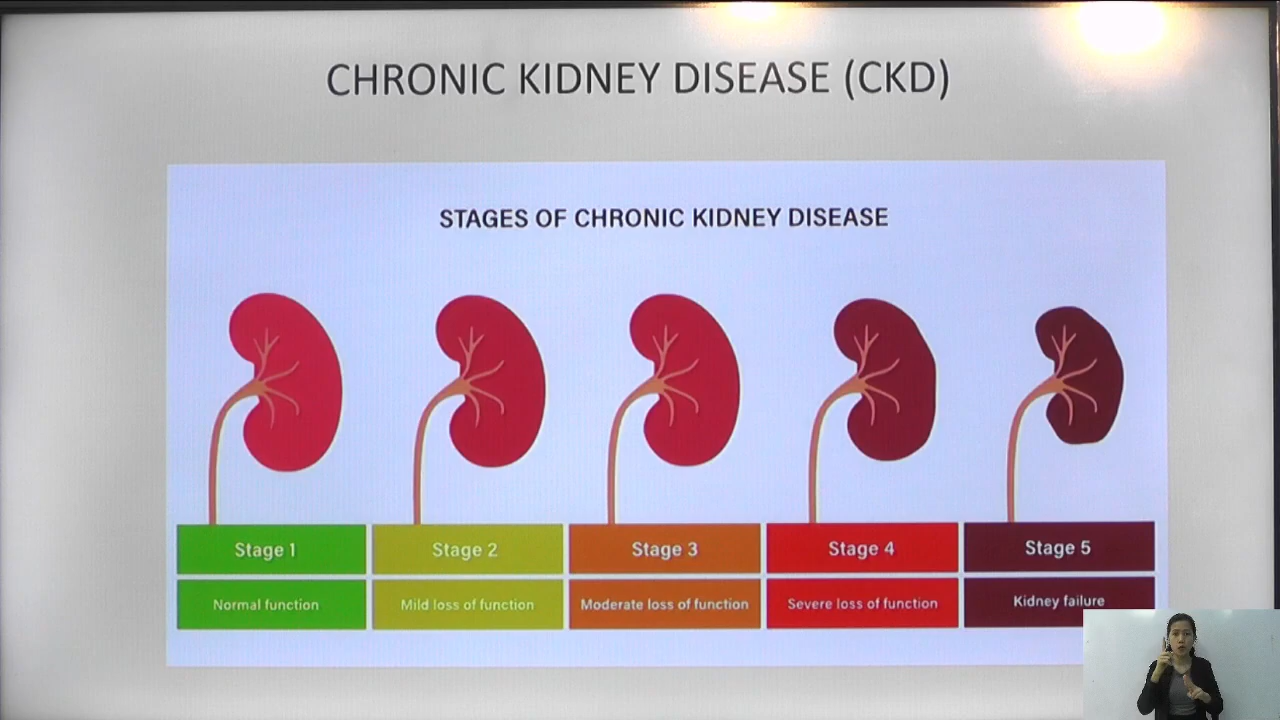 CHRONIC KIDNEY DISEASE (CKD)
STAGES OF CHRONIC KIDNEY DISEASE
Stage 1
Stage 2
Stage 3
Stage 4
Stage 5
Normal function
Mild loss of function
Moderate loss of function
Severe loss of function
Kidney failure